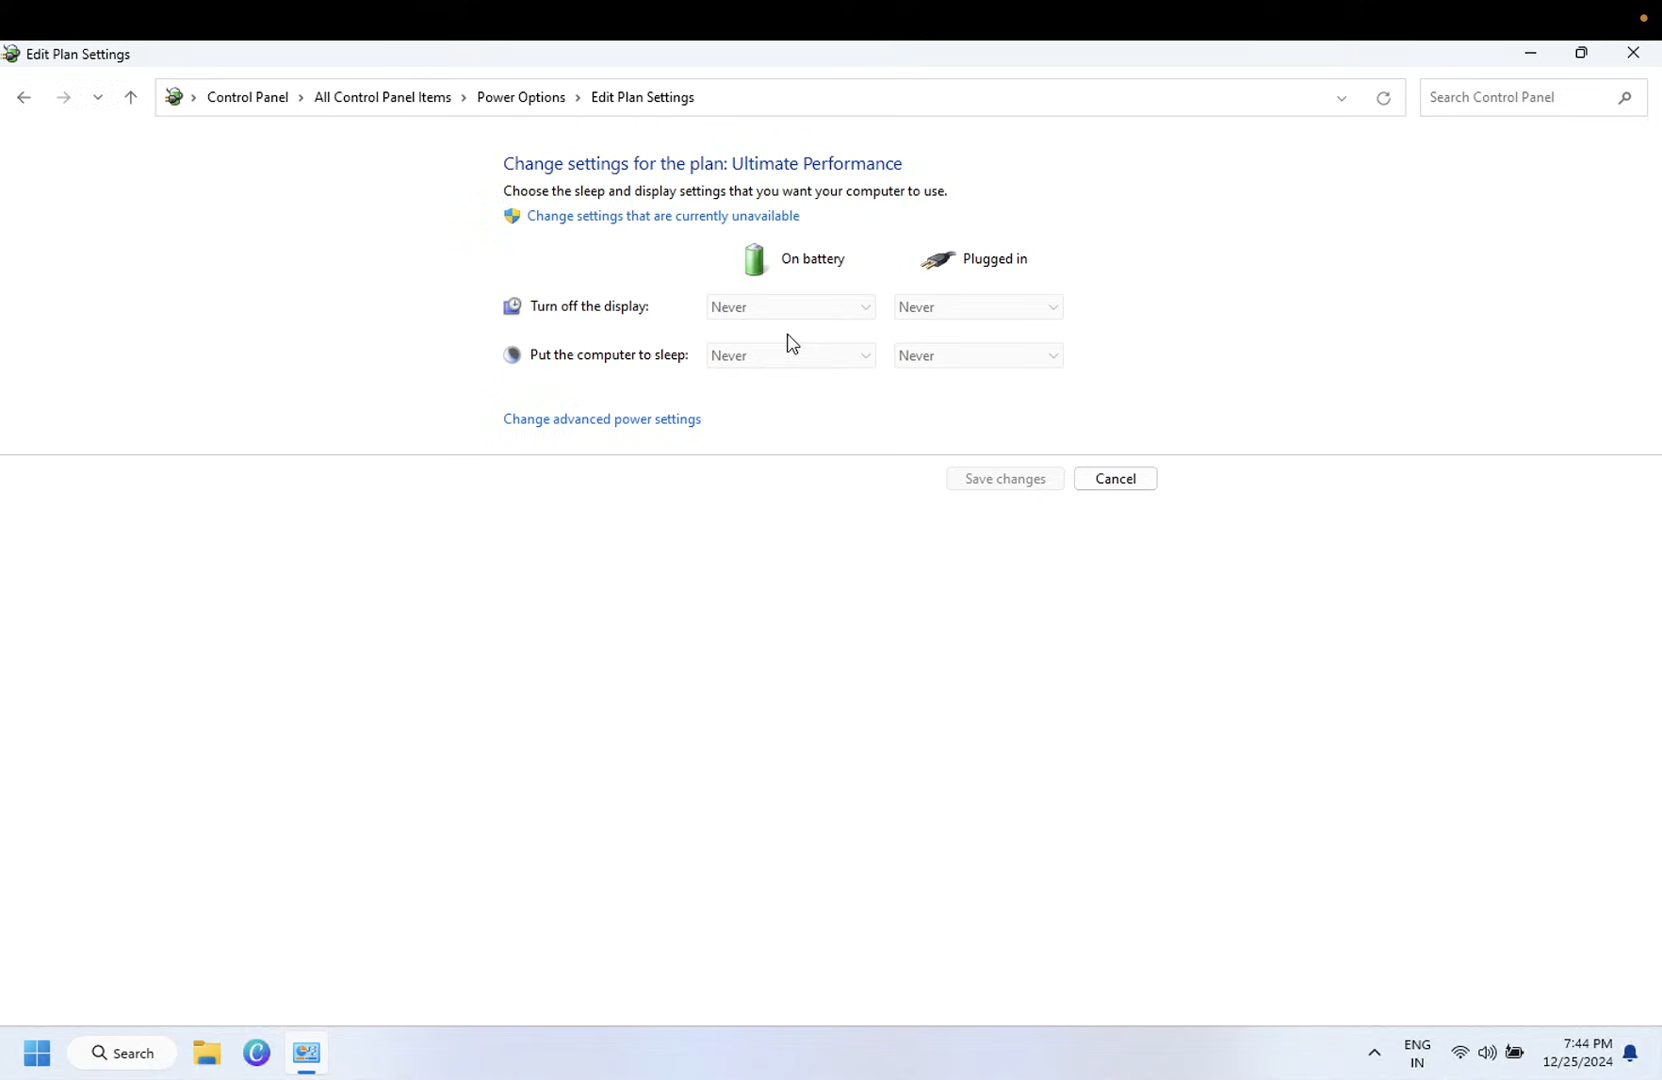 Edit Plan Settings
Control Panel > All Control Panel Items > Power Options > Edit Plan Settings
Search Control Panel
Change settings for the plan: Ultimate Performance
Choose the sleep and display settings that you want your computer to use.
Change settings that are currently unavailable
On battery Plugged in
Turn off the display: Never Never
Put the computer to sleep: Never Never
Change advanced power settings
Save changes Cancel
Search
ENG
IN
7:44 PM
12/25/2024